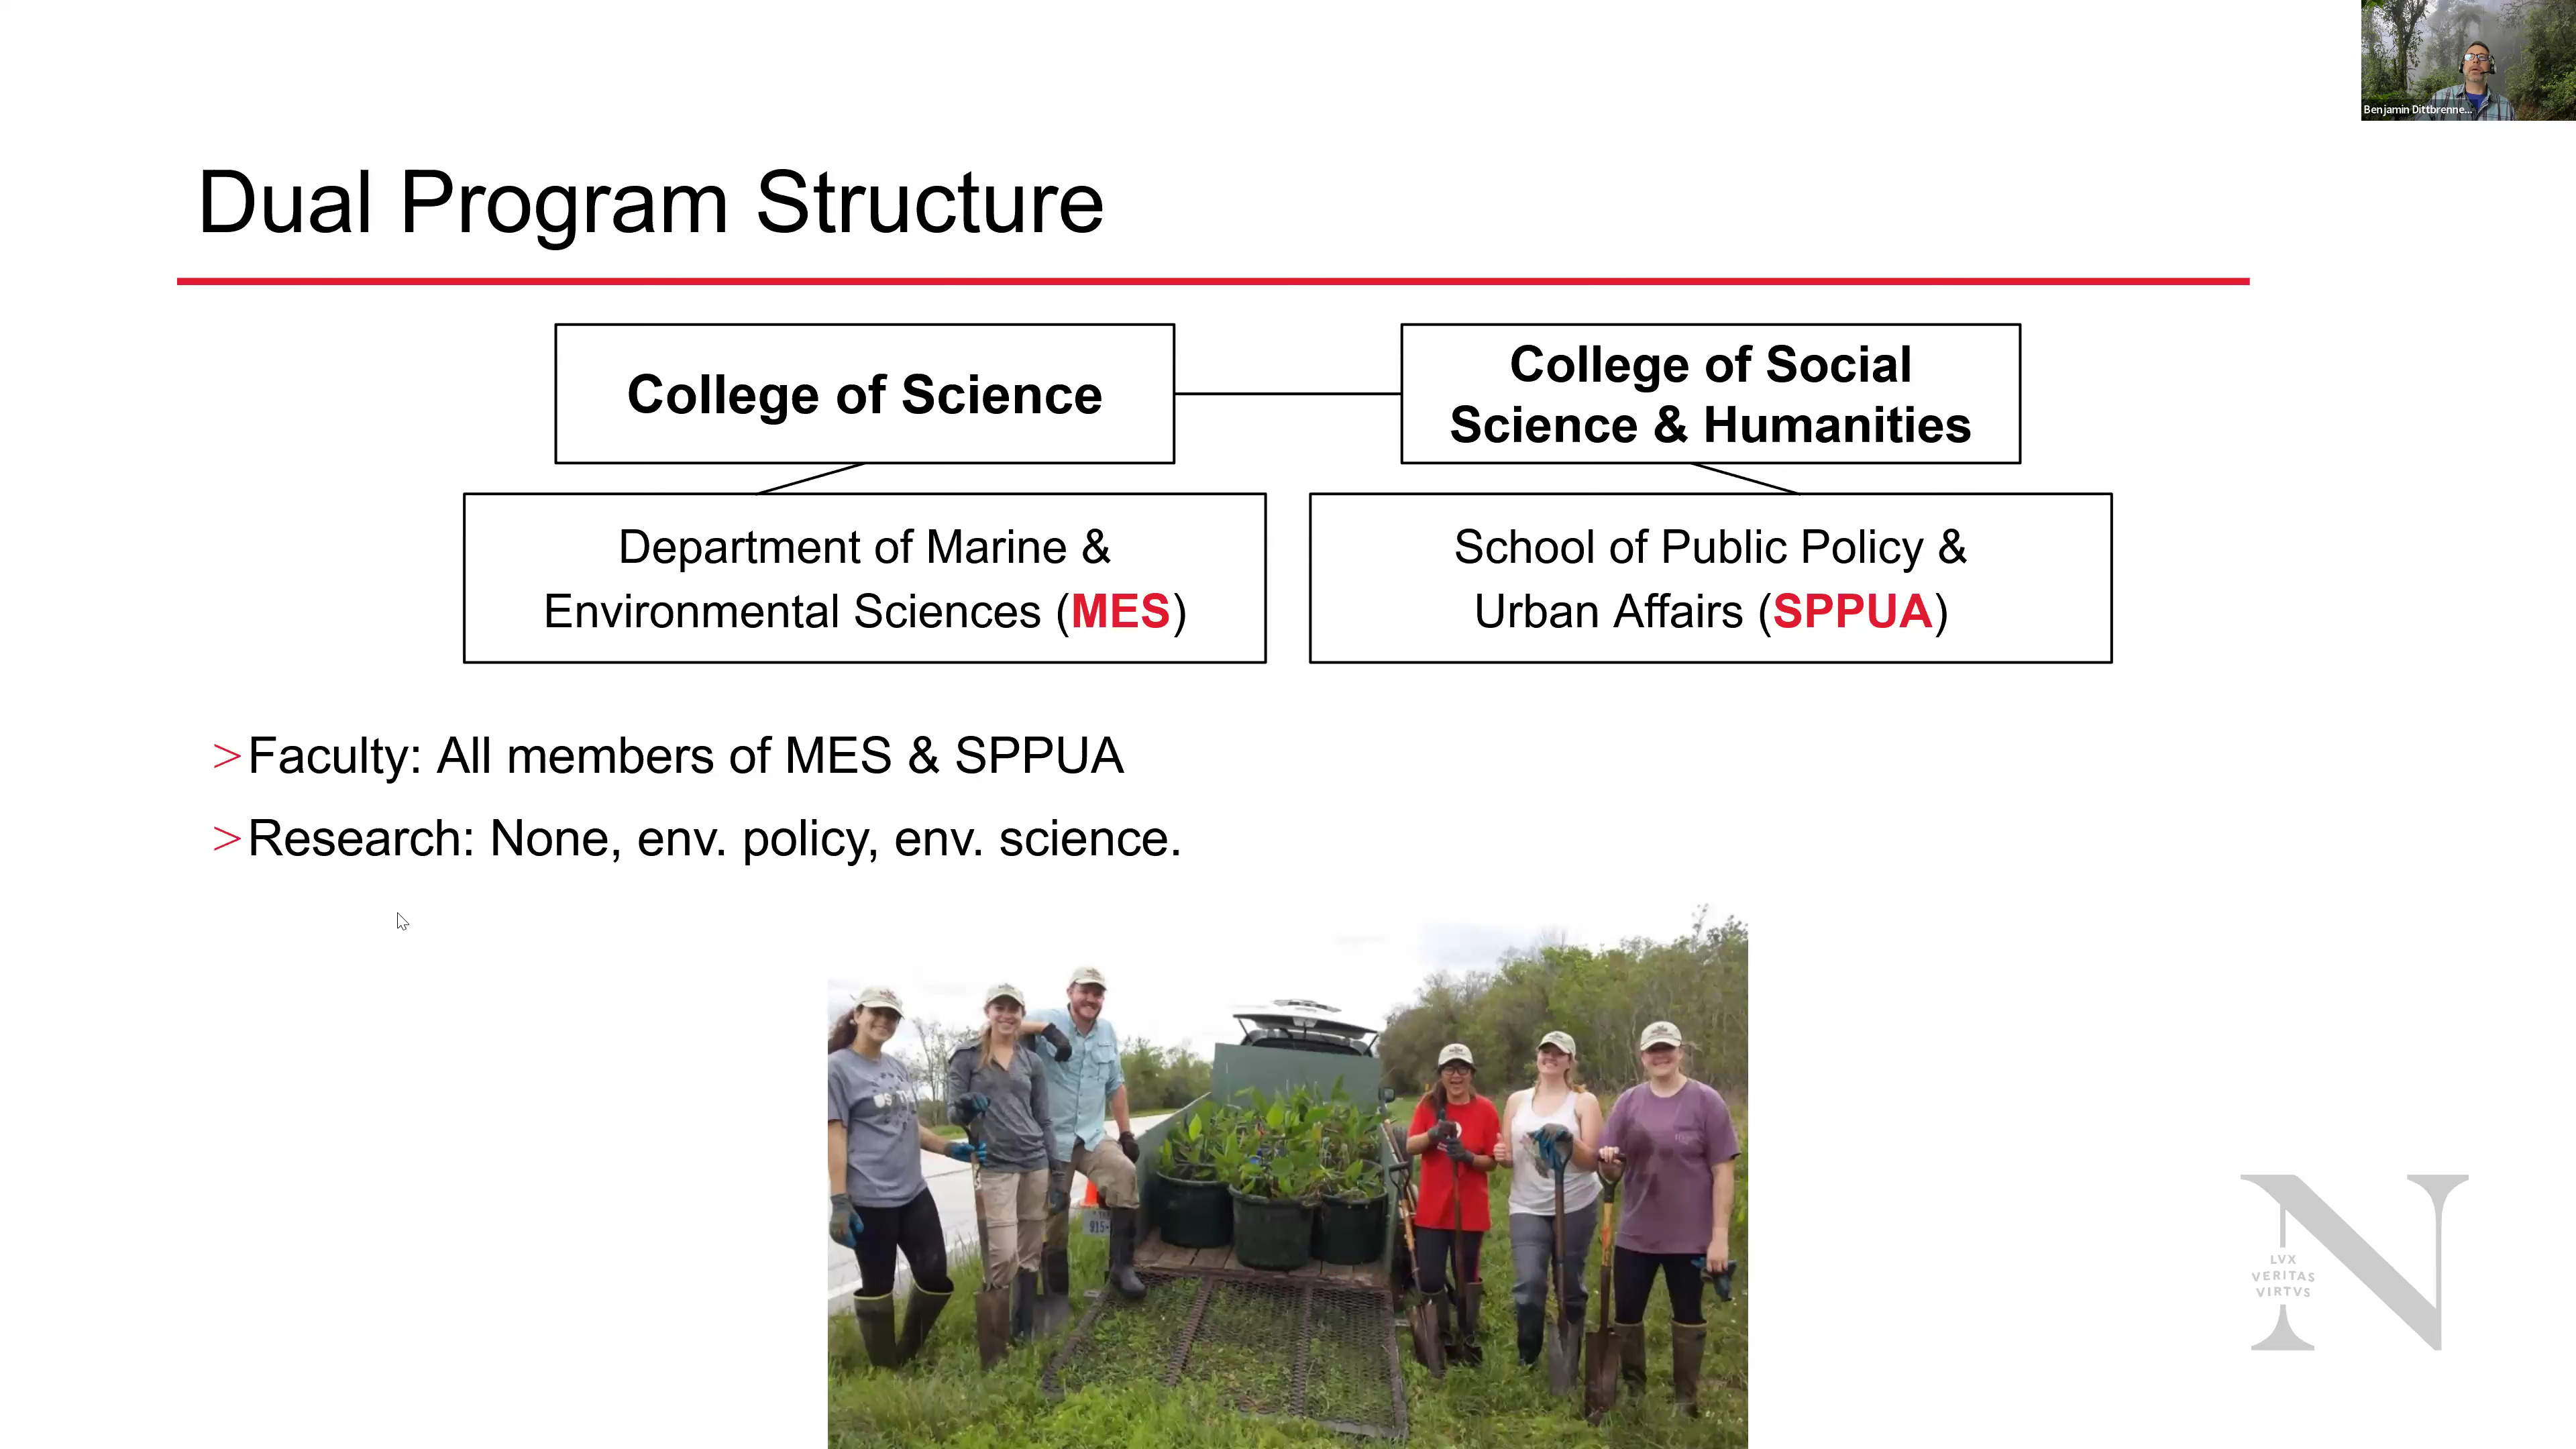 Benjamin Dittbrenne...
Dual Program Structure
College of Science
College of Social
Science & Humanities
Department of Marine &
Environmental Sciences (MES)
School of Public Policy &
Urban Affairs (SPPUA)
>Faculty: All members of MES & SPPUA
>Research: None, env. policy, env. science.
915-
N
LVX
VERITAS
VIRTVS